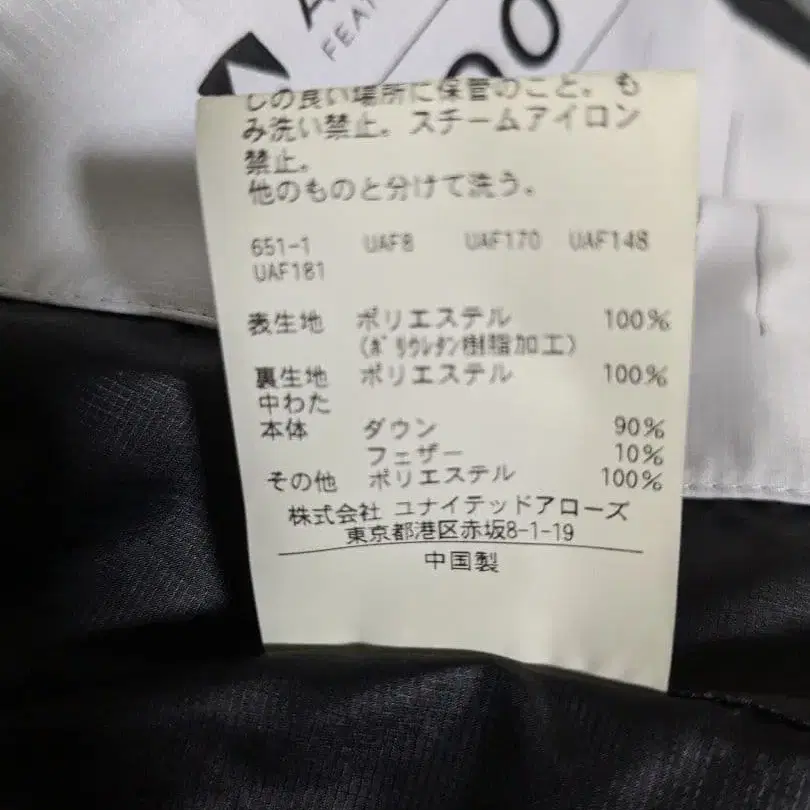 FEA
しの良い場所に保管のこと。も
み洗い禁止。スチームアイロン
禁止。
他のものと分けて洗う。
651-1 UAF8 UAF170 UAF148
UAF181
表生地 ポリエステル 100%
(ポリウレタン樹脂加工)
裏生地 ポリエステル 100%
中わた
本体 ダウン 90%
フェザー 10%
その他 ポリエステル 100%
株式会社 ユナイテッドアローズ
東京都港区赤坂8-1-19
中国製